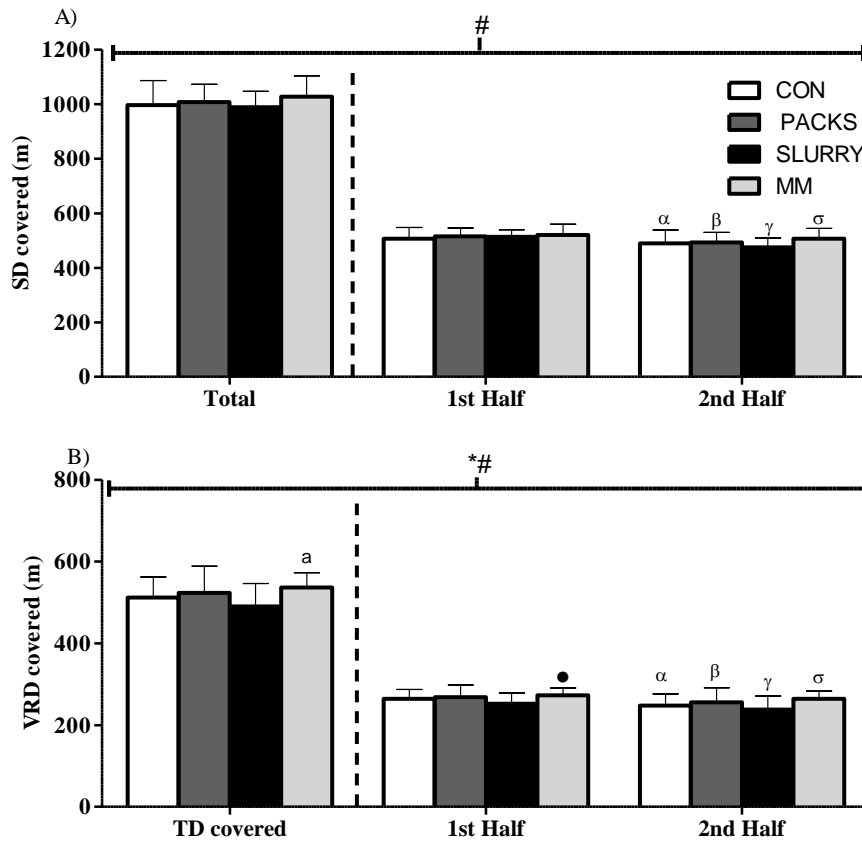 A)
#
1200
1000
800
600
400
200
0
SD covered (m)
CON
PACKS
SLURRY
MM
α β γ σ
Total 1st Half 2nd Half
B)
*#
800
600
400
200
0
VRD covered (m)
a
●
α β γ σ
TD covered 1st Half 2nd Half